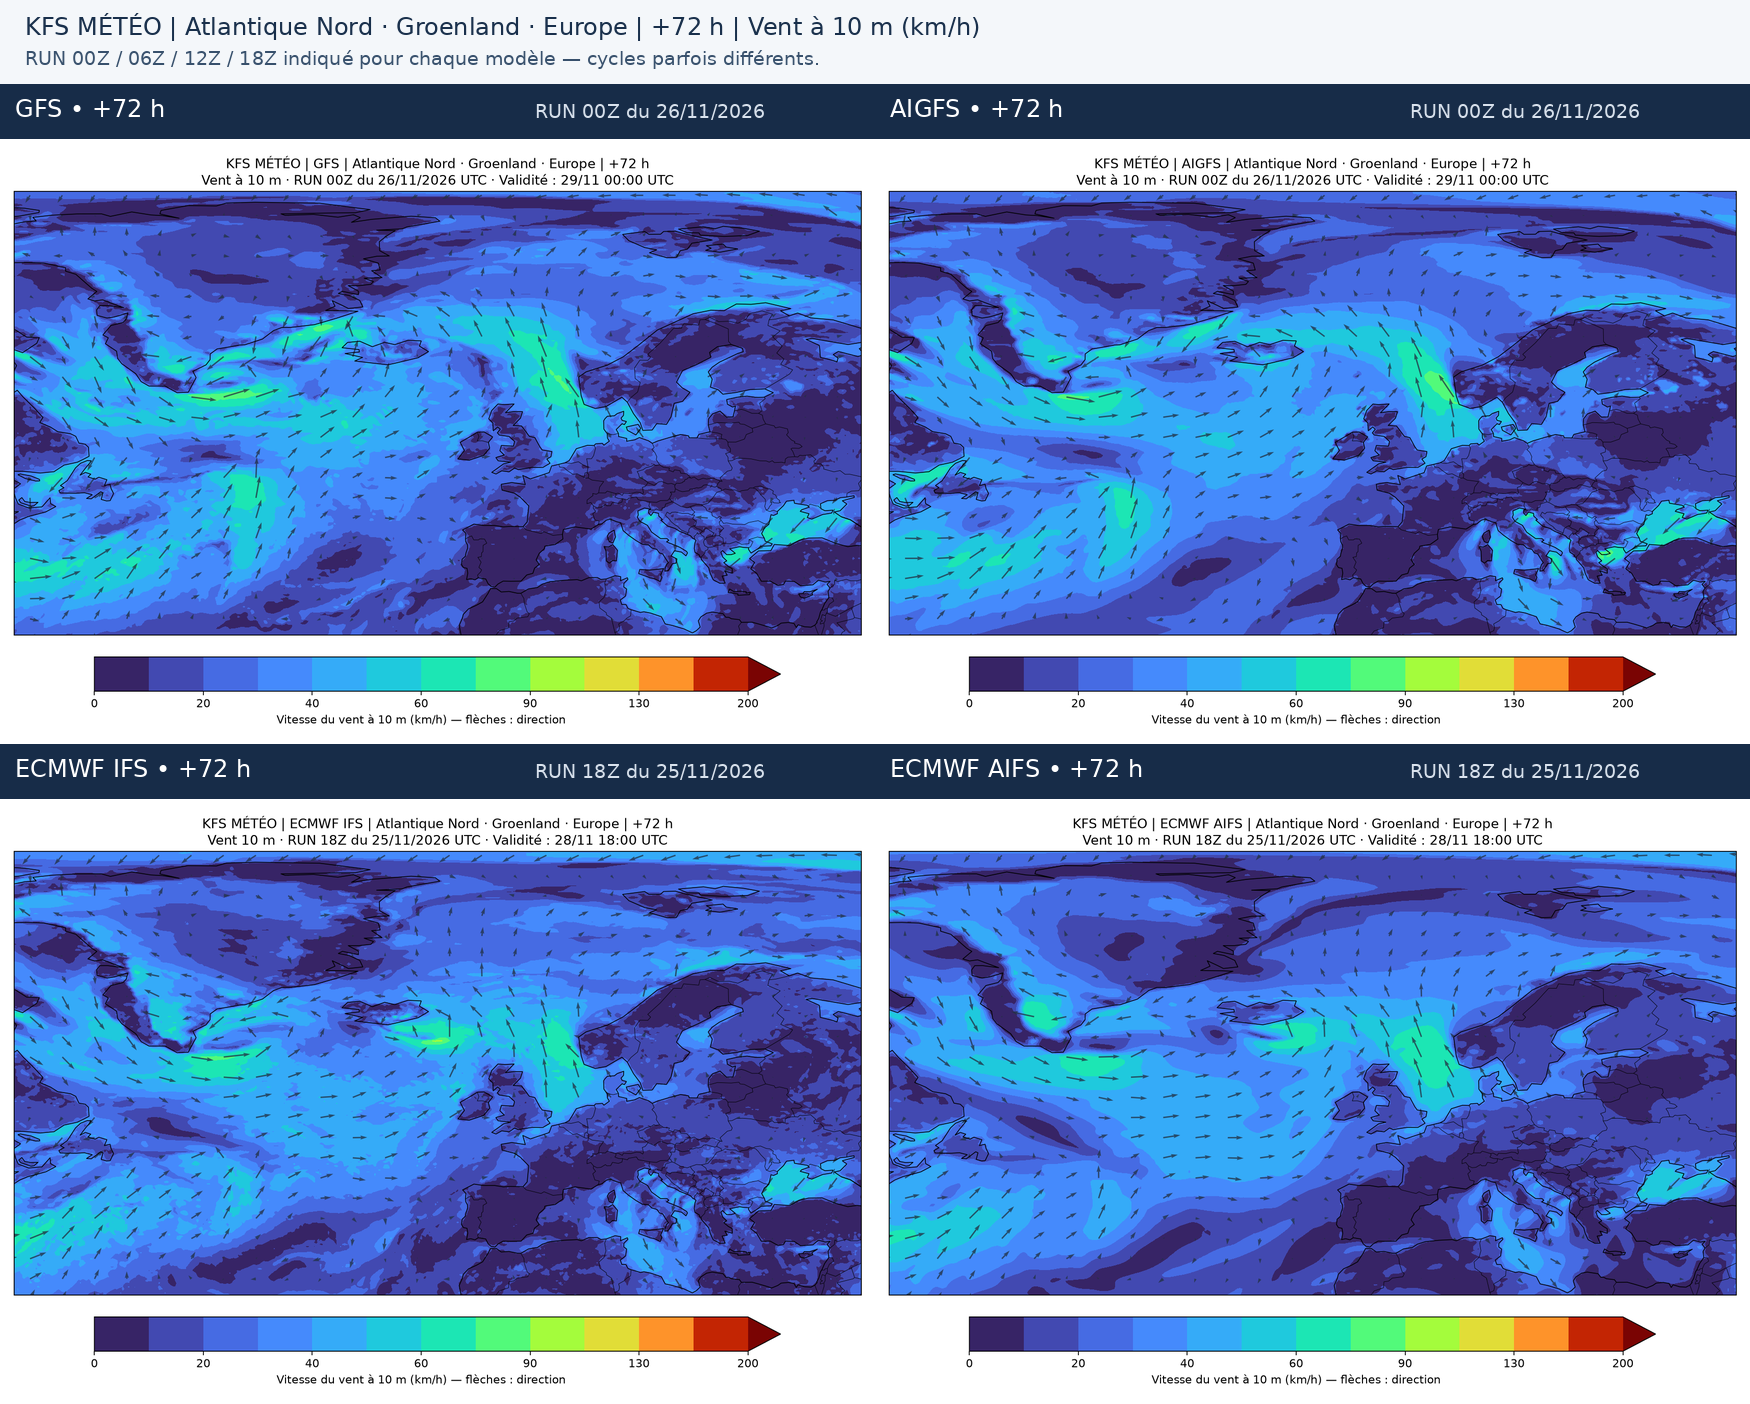 KFS MÉTÉO | Atlantique Nord · Groenland · Europe | +72 h | Vent à 10 m (km/h)
RUN 00Z / 06Z / 12Z / 18Z indiqué pour chaque modèle — cycles parfois différents.
GFS • +72 h
RUN 00Z du 26/11/2026
AIGFS • +72 h
RUN 00Z du 26/11/2026
KFS MÉTÉO | GFS | Atlantique Nord · Groenland · Europe | +72 h
Vent à 10 m · RUN 00Z du 26/11/2026 UTC · Validité : 29/11 00:00 UTC
0 20 40 60 90 130 200
Vitesse du vent à 10 m (km/h) — flèches : direction
KFS MÉTÉO | AIGFS | Atlantique Nord · Groenland · Europe | +72 h
Vent à 10 m · RUN 00Z du 26/11/2026 UTC · Validité : 29/11 00:00 UTC
0 20 40 60 90 130 200
Vitesse du vent à 10 m (km/h) — flèches : direction
ECMWF IFS • +72 h
RUN 18Z du 25/11/2026
ECMWF AIFS • +72 h
RUN 18Z du 25/11/2026
KFS MÉTÉO | ECMWF IFS | Atlantique Nord · Groenland · Europe | +72 h
Vent 10 m · RUN 18Z du 25/11/2026 UTC · Validité : 28/11 18:00 UTC
0 20 40 60 90 130 200
Vitesse du vent à 10 m (km/h) — flèches : direction
KFS MÉTÉO | ECMWF AIFS | Atlantique Nord · Groenland · Europe | +72 h
Vent 10 m · RUN 18Z du 25/11/2026 UTC · Validité : 28/11 18:00 UTC
0 20 40 60 90 130 200
Vitesse du vent à 10 m (km/h) — flèches : direction